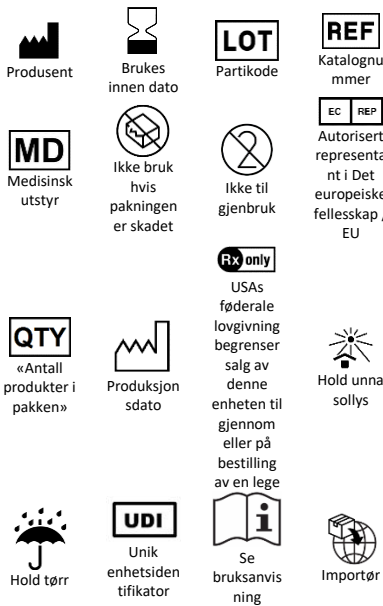 Produsent
Brukes
innen dato
LOT
Partikode
REF
Katalognu
mmer
MD
Medisinsk
utstyr
Ikke bruk
hvis
pakningen
er skadet
2
Ikke til
gjenbruk
EC REP
Autorisert
representa
nt i Det
europeiske
fellesskap /
EU
QTY
«Antall
produkter i
pakken»
Produksjon
sdato
Rx only
USAs
føderale
lovgivning
begrenser
salg av
denne
enheten til
gjennom
eller på
bestilling
av en lege
Hold unna
sollys
Hold tørr
UDI
Unik
enhetsiden
tifikator
i
Se
bruksanvis
ning
Importør